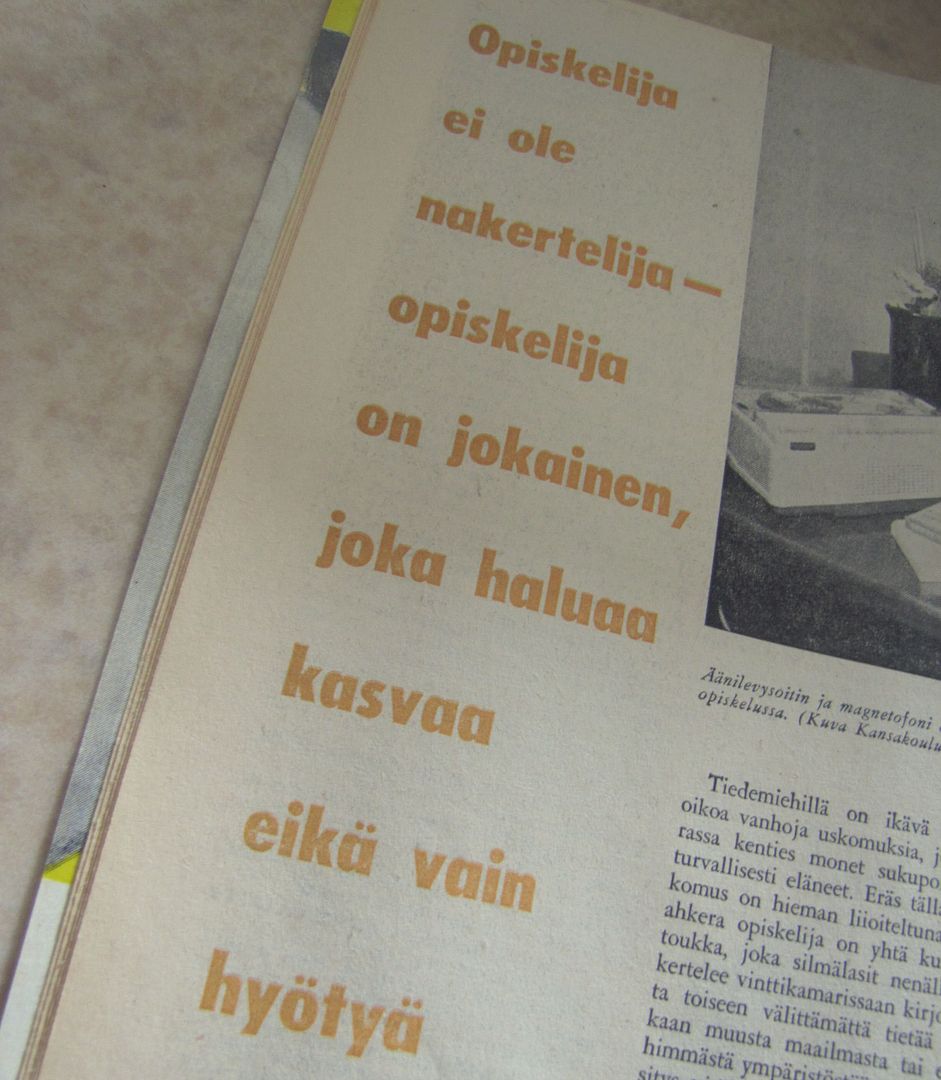 Opiskelija
ei ole
nakertelija —
opiskelija
on jokainen,
joka haluaa
kasvaa
eikä vain
hyötyä
Äänilevysoitin ja magnetofoni
opiskelussa. (Kuva Kansakoulu
Tiedemiehillä on ikävä
oikoa vanhoja uskomuksia, j
rassa kenties monet sukupo
turvallisesti eläneet. Eräs täll
komus on hieman liioiteltuna
ahkera opiskelija on yhtä ku
toukka, joka silmälasit nenäll
kertelee vinttikamarissaan kirj
ta toiseen välittämättä tietää
kaan muusta maailmasta tai e
himmästä ympäristöstä